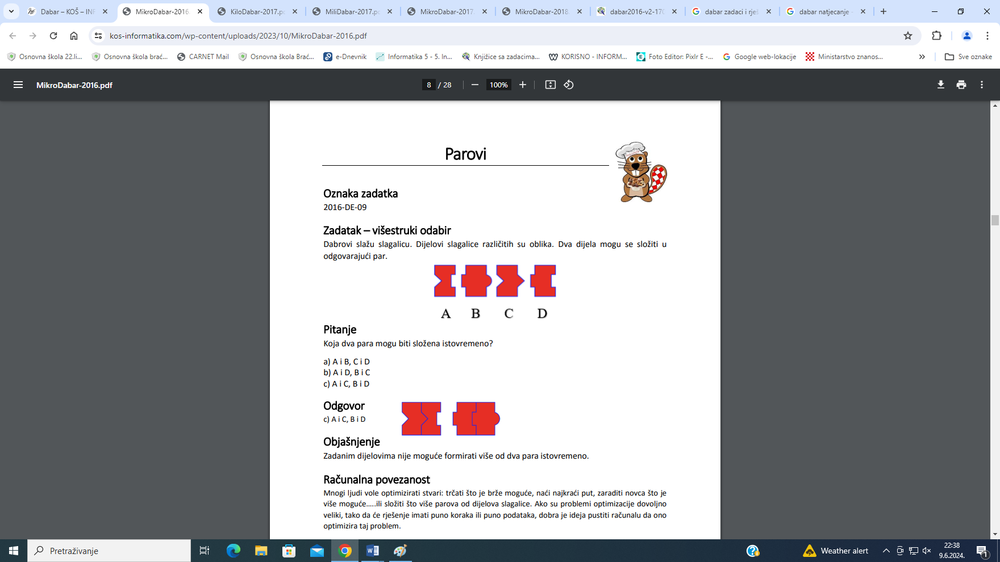 Dabar – KOŠ – INF
MikroDabar-2016.
KiloDabar-2017.pd
MiliDabar-2017.pd
MikroDabar-2017.
MikroDabar-2018.
dabar2016-v2-170
dabar zadaci i rješ
dabar natjecanje -
kos-informatika.com/wp-content/uploads/2023/10/MikroDabar-2016.pdf
Osnovna škola 22.li...
Osnovna škola brać...
CARNET Mail
Osnovna škola Brać...
e-Dnevnik
Informatika 5 - 5. In...
Knjižice sa zadacima...
KORISNO - INFORM...
Foto Editor: Pixlr E -...
Google web-lokacije
Ministarstvo znanos...
Sve oznake
MikroDabar-2016.pdf
8 / 28
100%
Parovi
Oznaka zadatka
2016-DE-09
Zadatak – višestruki odabir
Dabrovi slažu slagalicu. Dijelovi slagalice različitih su oblika. Dva dijela mogu se složiti u
odgovarajući par.
A B C D
Pitanje
Koja dva para mogu biti složena istovremeno?
a) A i B, C i D
b) A i D, B i C
c) A i C, B i D
Odgovor
c) A i C, B i D
Objašnjenje
Zadanim dijelovima nije moguće formirati više od dva para istovremeno.
Računalna povezanost
Mnogi ljudi vole optimizirati stvari: trčati što je brže moguće, naći najkraći put, zaraditi novca što je
više moguće…..ili složiti što više parova od dijelova slagalice. Ako su problemi optimizacije dovoljno
veliki, tako da će rješenje imati puno koraka ili puno podataka, dobra je ideja pustiti računalu da ono
optimizira taj problem.
Pretraživanje
Weather alert
22:38
9.6.2024.
1